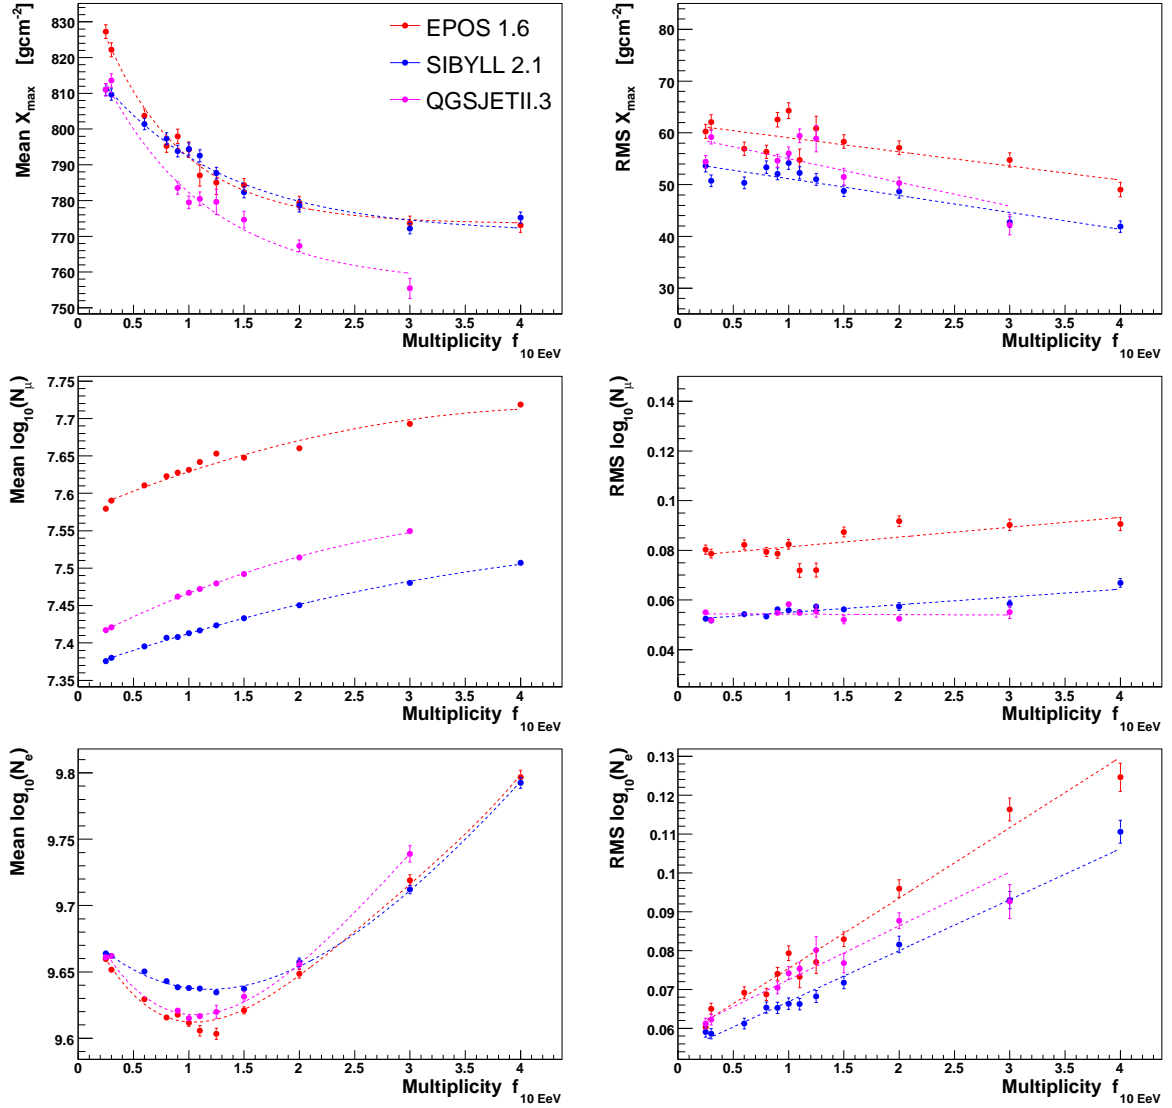 Mean X_max [gcm^-2]
830
820
810
800
790
780
770
760
750
EPOS 1.6
SIBYLL 2.1
QGSJETII.3
0 0.5 1 1.5 2 2.5 3 3.5 4
Multiplicity f_10 EeV
RMS X_max [gcm^-2]
80
70
60
50
40
30
0 0.5 1 1.5 2 2.5 3 3.5 4
Multiplicity f_10 EeV
Mean log_10(N_μ)
7.75
7.7
7.65
7.6
7.55
7.5
7.45
7.4
7.35
0 0.5 1 1.5 2 2.5 3 3.5 4
Multiplicity f_10 EeV
RMS log_10(N_μ)
0.14
0.12
0.1
0.08
0.06
0.04
0 0.5 1 1.5 2 2.5 3 3.5 4
Multiplicity f_10 EeV
Mean log_10(N_e)
9.8
9.75
9.7
9.65
9.6
0 0.5 1 1.5 2 2.5 3 3.5 4
Multiplicity f_10 EeV
RMS log_10(N_e)
0.13
0.12
0.11
0.1
0.09
0.08
0.07
0.06
0 0.5 1 1.5 2 2.5 3 3.5 4
Multiplicity f_10 EeV